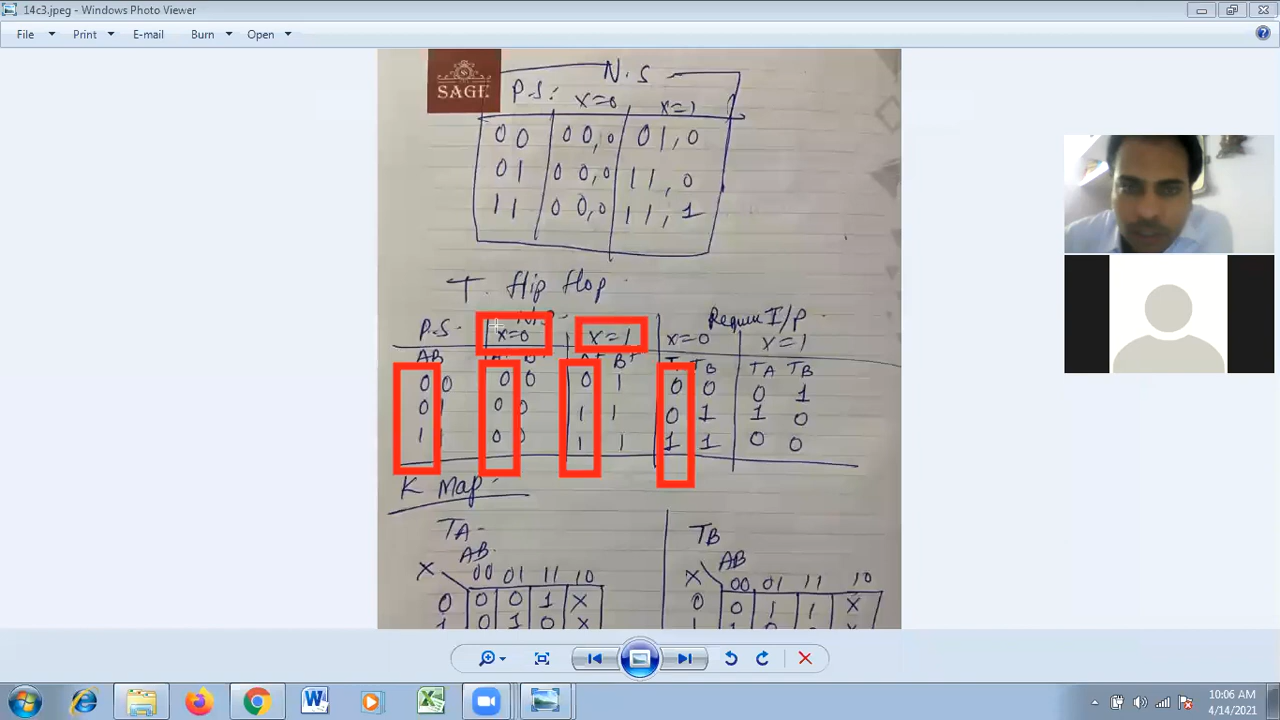 14c3.jpeg - Windows Photo Viewer
File Print E-mail Burn Open
SAGE
N.S
P.S: X=0 X=1
00 00,0 01,0
01 00,0 11,0
11 00,0 11,1
T. flip flop
P.S. N.S. Require I/P
X=0 X=1 X=0 X=1
AB B+ B+ T TB TA TB
00 00 01 00 01
01 00 11 01 10
11 00 11 11 00
K Map.
TA
AB
X 00 01 11 10
0 0 0 1 X
1 0 1 0 X
TB
AB
X 00 01 11 10
0 0 1 1 X
10:06 AM
4/14/2021